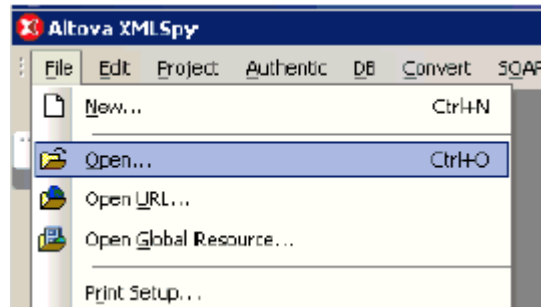 Altova XMLSpy
File Edit Project Authentic DB Convert SOAP
New... Ctrl+N
Open... Ctrl+O
Open URL...
Open Global Resource...
Print Setup...